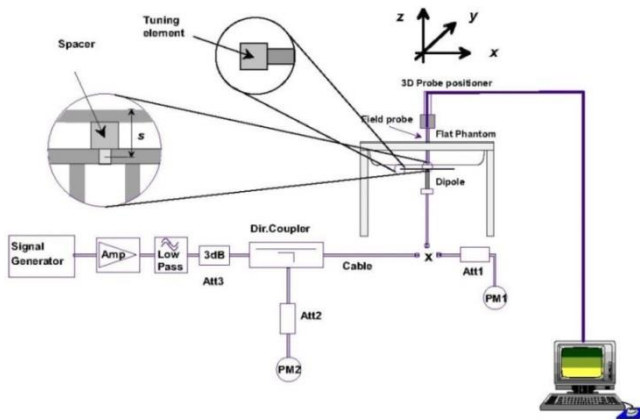 Tuning
element
Spacer
s
z
y
x
3D Probe positioner
Field probe
Flat Phantom
Dipole
Signal
Generator
Amp
Low
Pass
3dB
Att3
Dir.Coupler
Cable
x
Att1
PM1
Att2
PM2